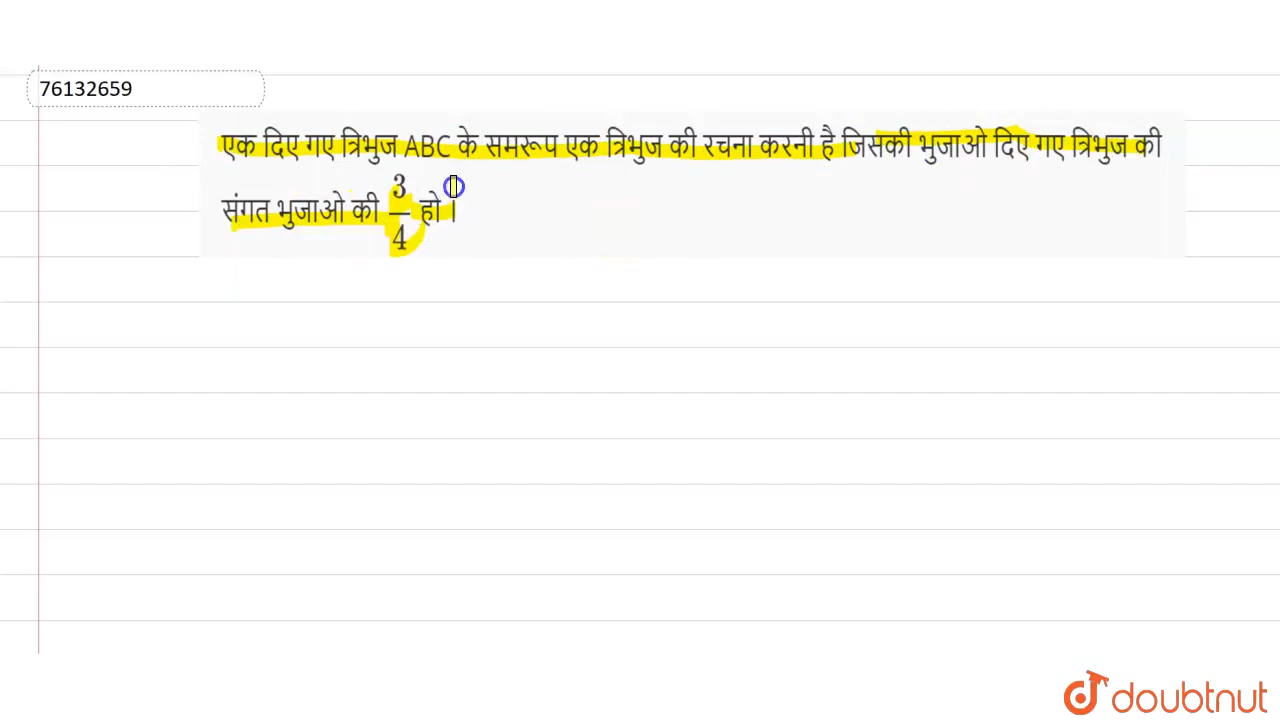 76132659
एक दिए गए त्रिभुज ABC के समरूप एक त्रिभुज की रचना करनी है जिसकी भुजाओ दिए गए त्रिभुज की
संगत भुजाओ की 3/4 हो ।
doubtnut